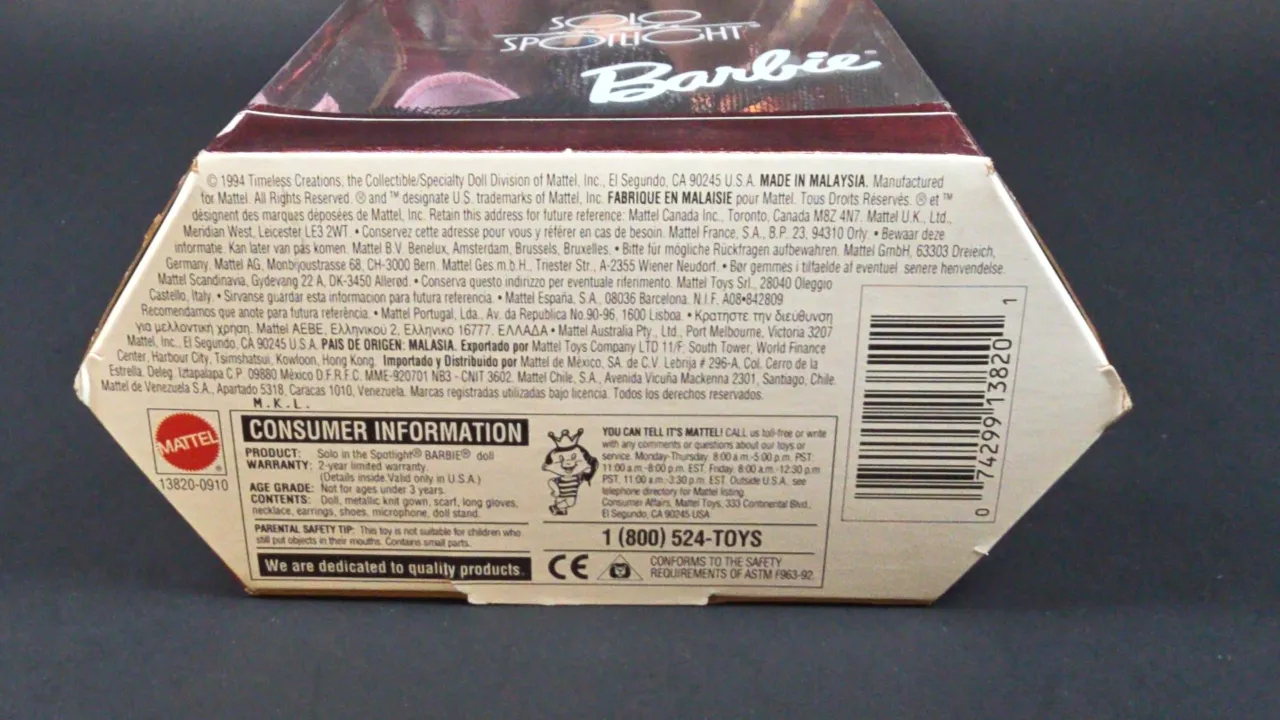 SOLO
in the
SPOTLIGHT™
Barbie™
© 1994 Timeless Creations, the Collectible/Specialty Doll Division of Mattel, Inc., El Segundo, CA 90245 U.S.A. MADE IN MALAYSIA. Manufactured
for Mattel. All Rights Reserved. ® and ™ designate U.S. trademarks of Mattel, Inc. FABRIQUÉ EN MALAISIE pour Mattel. Tous Droits Réservés. ® et ™
désignent des marques déposées de Mattel, Inc. Retain this address for future reference: Mattel Canada Inc., Toronto, Canada M8Z 4N7. Mattel U.K., Ltd.,
Meridian West, Leicester LE3 2WT. • Conservez cette adresse pour vous y référer en cas de besoin. Mattel France, S.A., B.P. 23, 94310 Orly. • Bewaar deze
informatie. Kan later van pás komen. Mattel B.V. Benelux, Amsterdam, Brussels, Bruxelles. • Bitte für mögliche Rückfragen aufbewahren. Mattel GmbH, 63303 Dreieich,
Germany, Mattel AG, Monbijoustrasse 68, CH-3000 Bern. Mattel Ges.m.b.H., Triester Str., A-2355 Wiener Neudorf. • Bør gemmes i tilfælde af eventuel senere henvendelse.
Mattel Scandinavia, Gydevang 22 A, DK-3450 Allerød. • Conserva questo indirizzo per eventuale riferimento. Mattel Toys Srl., 28040 Oleggio
Castello, Italy. • Sirvanse guardar esta informacion para futura referencia. • Mattel España, S.A., 08036 Barcelona. N.I.F. A08•842809
Recomendamos que anote para futura referência. • Mattel Portugal, Lda., Av. da Republica No.90-96, 1600 Lisboa. • Κρατηστε την διεύθυνση
για μελλοντική χρηση. Mattel AEBE, Ελληνικού 2, Ελληνικο 16777. ΕΛΛΑΔΑ • Mattel Australia Pty., Ltd., Port Melbourne, Victoria 3207
Mattel, Inc., El Segundo, CA 90245 U.S.A. PAIS DE ORIGEN: MALASIA. Exportado por Mattel Toys Company LTD 11/F, South Tower, World Finance
Center, Harbour City, Tsimshatsui, Kowloon, Hong Kong. Importado y Distribuido por Mattel de México, SA. de C.V. Lebrija # 296-A. Col. Cerro de la
Estrella. Deleg. Iztapalapa C.P. 09880 México D.F.R.F.C. MME-920701 NB3 - CNIT 3602. Mattel Chile, S.A., Avenida Vicuña Mackenna 2301, Santiago, Chile.
Mattel de Venezuela S.A., Apartado 5318, Caracas 1010, Venezuela. Marcas registradas utilizadas bajo licencia. Todos los derechos reservados.
M.K.L.
MATTEL®
13820-0910
CONSUMER INFORMATION
PRODUCT: Solo in the Spotlight® BARBIE® doll
WARRANTY: 2-year limited warranty.
(Details inside.Valid only in U.S.A.)
AGE GRADE: Not for ages under 3 years.
CONTENTS: Doll, metallic knit gown, scarf, long gloves,
necklace, earrings, shoes, microphone, doll stand.
PARENTAL SAFETY TIP: This toy is not suitable for children who
still put objects in their mouths. Contains small parts.
We are dedicated to quality products.
YOU CAN TELL IT'S MATTEL! CALL us toll-free or write
with any comments or questions about our toys or
service. Monday-Thursday, 8:00 a.m.-5:00 p.m. PST:
11:00 a.m.-8:00 p.m. EST. Friday, 8:00 a.m.-12:30 p.m.
PST. 11:00 a.m.-3:30 p.m. EST. Outside U.S.A. see
telephone directory for Mattel listing.
Consumer Affairs, Mattel Toys, 333 Continental Blvd.,
El Segundo, CA 90245 USA
1 (800) 524-TOYS
CE
CONFORMS TO THE SAFETY
REQUIREMENTS OF ASTM F963-92.
0 74299 13820 1